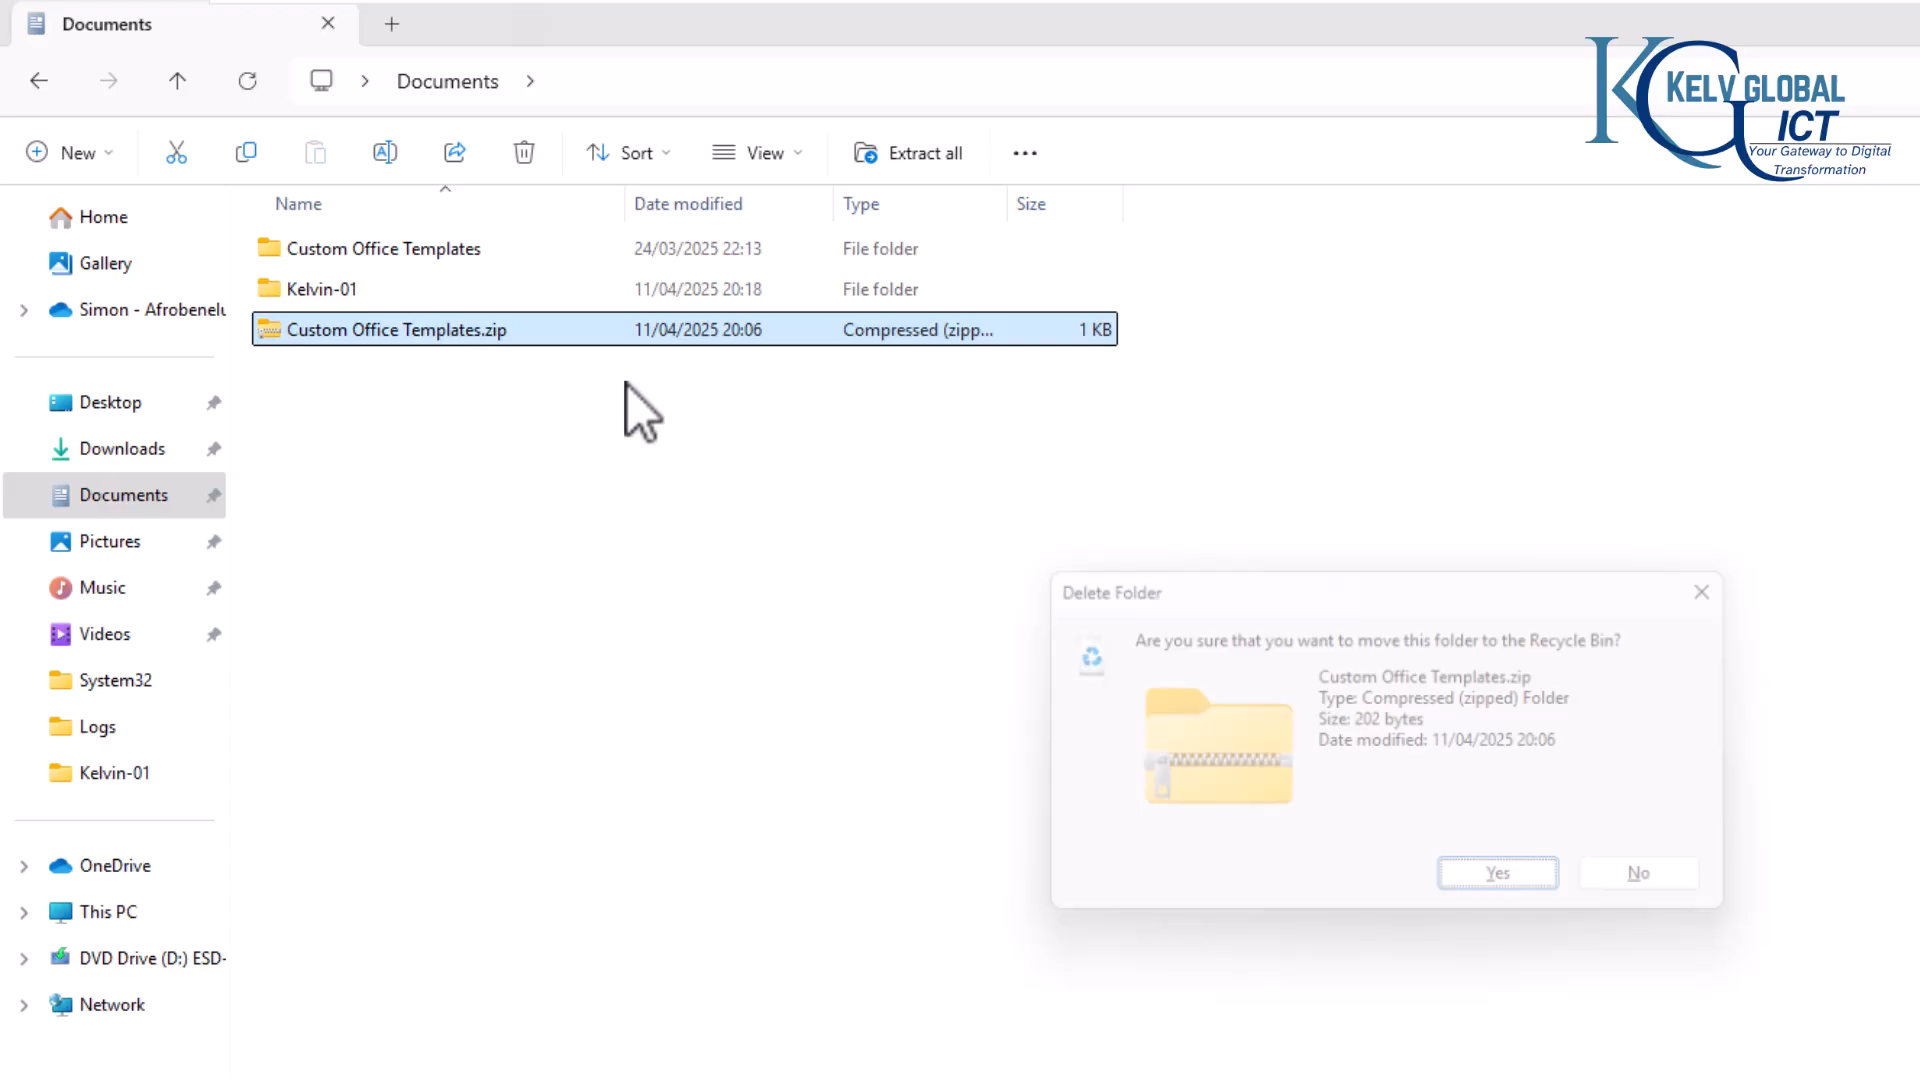 Documents
Documents
KELV GLOBAL
ICT
Your Gateway to Digital
Transformation
New
Sort
View
Extract all
Name
Date modified
Type
Size
Custom Office Templates 24/03/2025 22:13 File folder
Kelvin-01 11/04/2025 20:18 File folder
Custom Office Templates.zip 11/04/2025 20:06 Compressed (zipp... 1 KB
Home
Gallery
Simon - Afrobenelu
Desktop
Downloads
Documents
Pictures
Music
Videos
System32
Logs
Kelvin-01
OneDrive
This PC
DVD Drive (D:) ESD-
Network
Delete Folder
Are you sure that you want to move this folder to the Recycle Bin?
Custom Office Templates.zip
Type: Compressed (zipped) Folder
Size: 202 bytes
Date modified: 11/04/2025 20:06
Yes
No